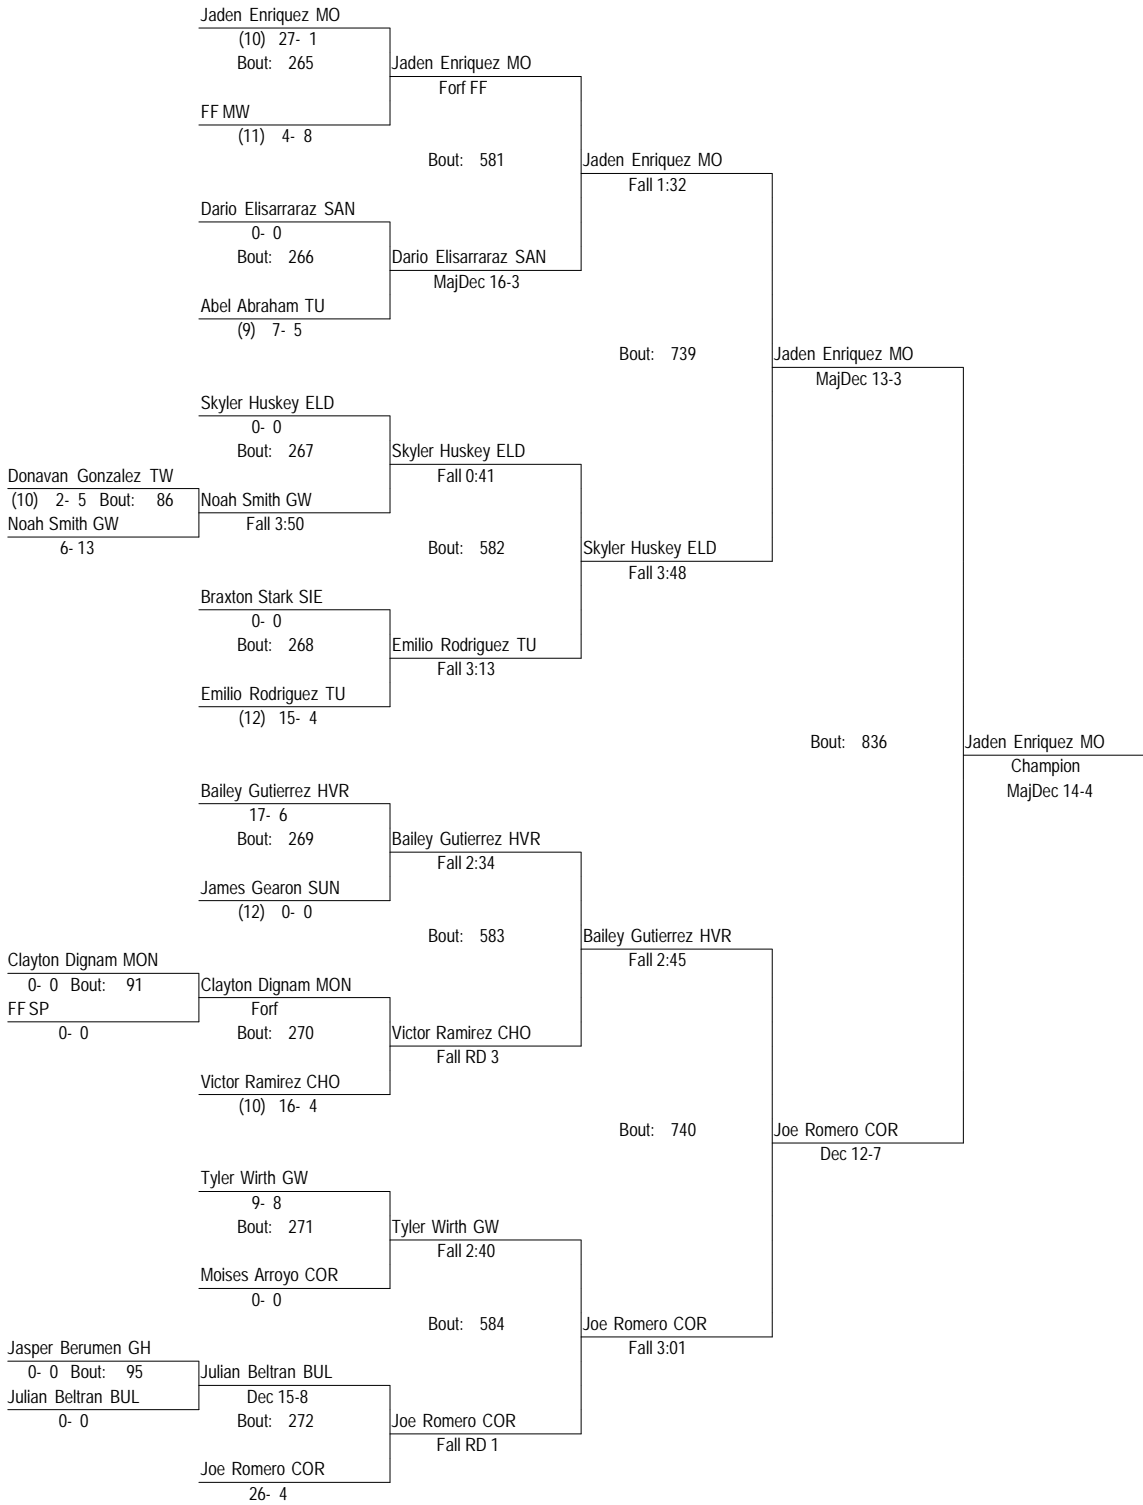 Jaden Enriquez MO
(10) 27- 1
Bout: 265
Jaden Enriquez MO
Forf FF
FF MW
(11) 4- 8
Bout: 581
Jaden Enriquez MO
Fall 1:32
Dario Elisarraraz SAN
0- 0
Bout: 266
Dario Elisarraraz SAN
MajDec 16-3
Abel Abraham TU
(9) 7- 5
Bout: 739
Jaden Enriquez MO
MajDec 13-3
Skyler Huskey ELD
0- 0
Bout: 267
Skyler Huskey ELD
Fall 0:41
Donavan Gonzalez TW
(10) 2- 5 Bout: 86
Noah Smith GW
6- 13
Noah Smith GW
Fall 3:50
Bout: 582
Skyler Huskey ELD
Fall 3:48
Braxton Stark SIE
0- 0
Bout: 268
Emilio Rodriguez TU
Fall 3:13
Emilio Rodriguez TU
(12) 15- 4
Bout: 836
Jaden Enriquez MO
Champion
MajDec 14-4
Bailey Gutierrez HVR
17- 6
Bout: 269
Bailey Gutierrez HVR
Fall 2:34
James Gearon SUN
(12) 0- 0
Bout: 583
Bailey Gutierrez HVR
Fall 2:45
Clayton Dignam MON
0- 0 Bout: 91
FF SP
0- 0
Clayton Dignam MON
Forf
Bout: 270
Victor Ramirez CHO
Fall RD 3
Victor Ramirez CHO
(10) 16- 4
Bout: 740
Joe Romero COR
Dec 12-7
Tyler Wirth GW
9- 8
Bout: 271
Tyler Wirth GW
Fall 2:40
Moises Arroyo COR
0- 0
Bout: 584
Joe Romero COR
Fall 3:01
Jasper Berumen GH
0- 0 Bout: 95
Julian Beltran BUL
0- 0
Julian Beltran BUL
Dec 15-8
Bout: 272
Joe Romero COR
Fall RD 1
Joe Romero COR
26- 4